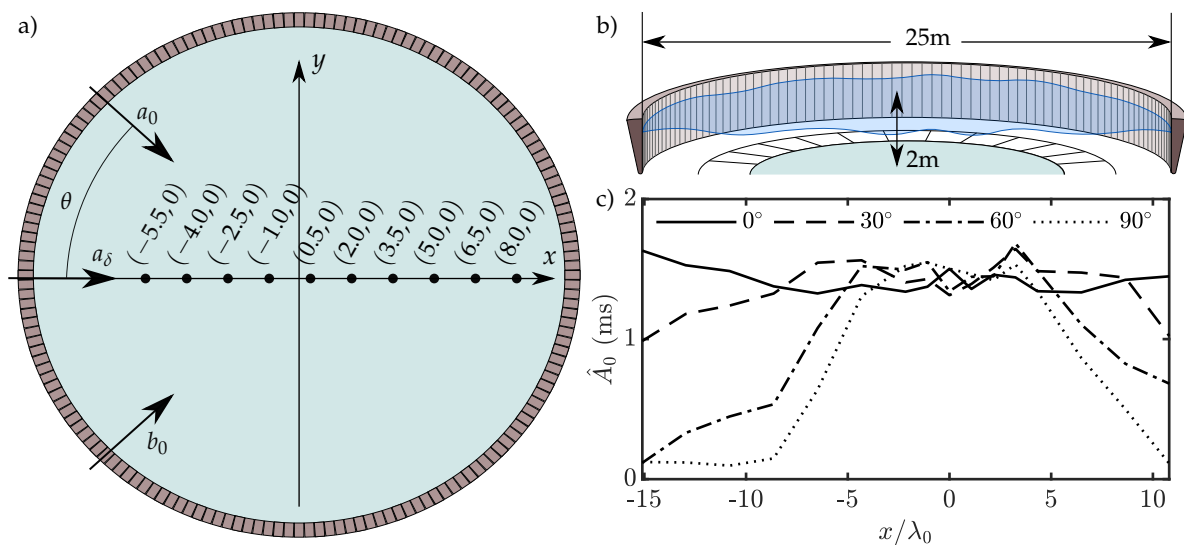 a)
y
a₀
θ
(−5.5, 0)
(−4.0, 0)
(−2.5, 0)
(−1.0, 0)
(0.5, 0)
(2.0, 0)
(3.5, 0)
(5.0, 0)
(6.5, 0)
(8.0, 0)
a_δ
x
b₀
b)
25m
2m
c)
0° 30° 60° 90°
2
1
0
Â₀ (ms)
-15 -10 -5 0 5 10
x/λ₀